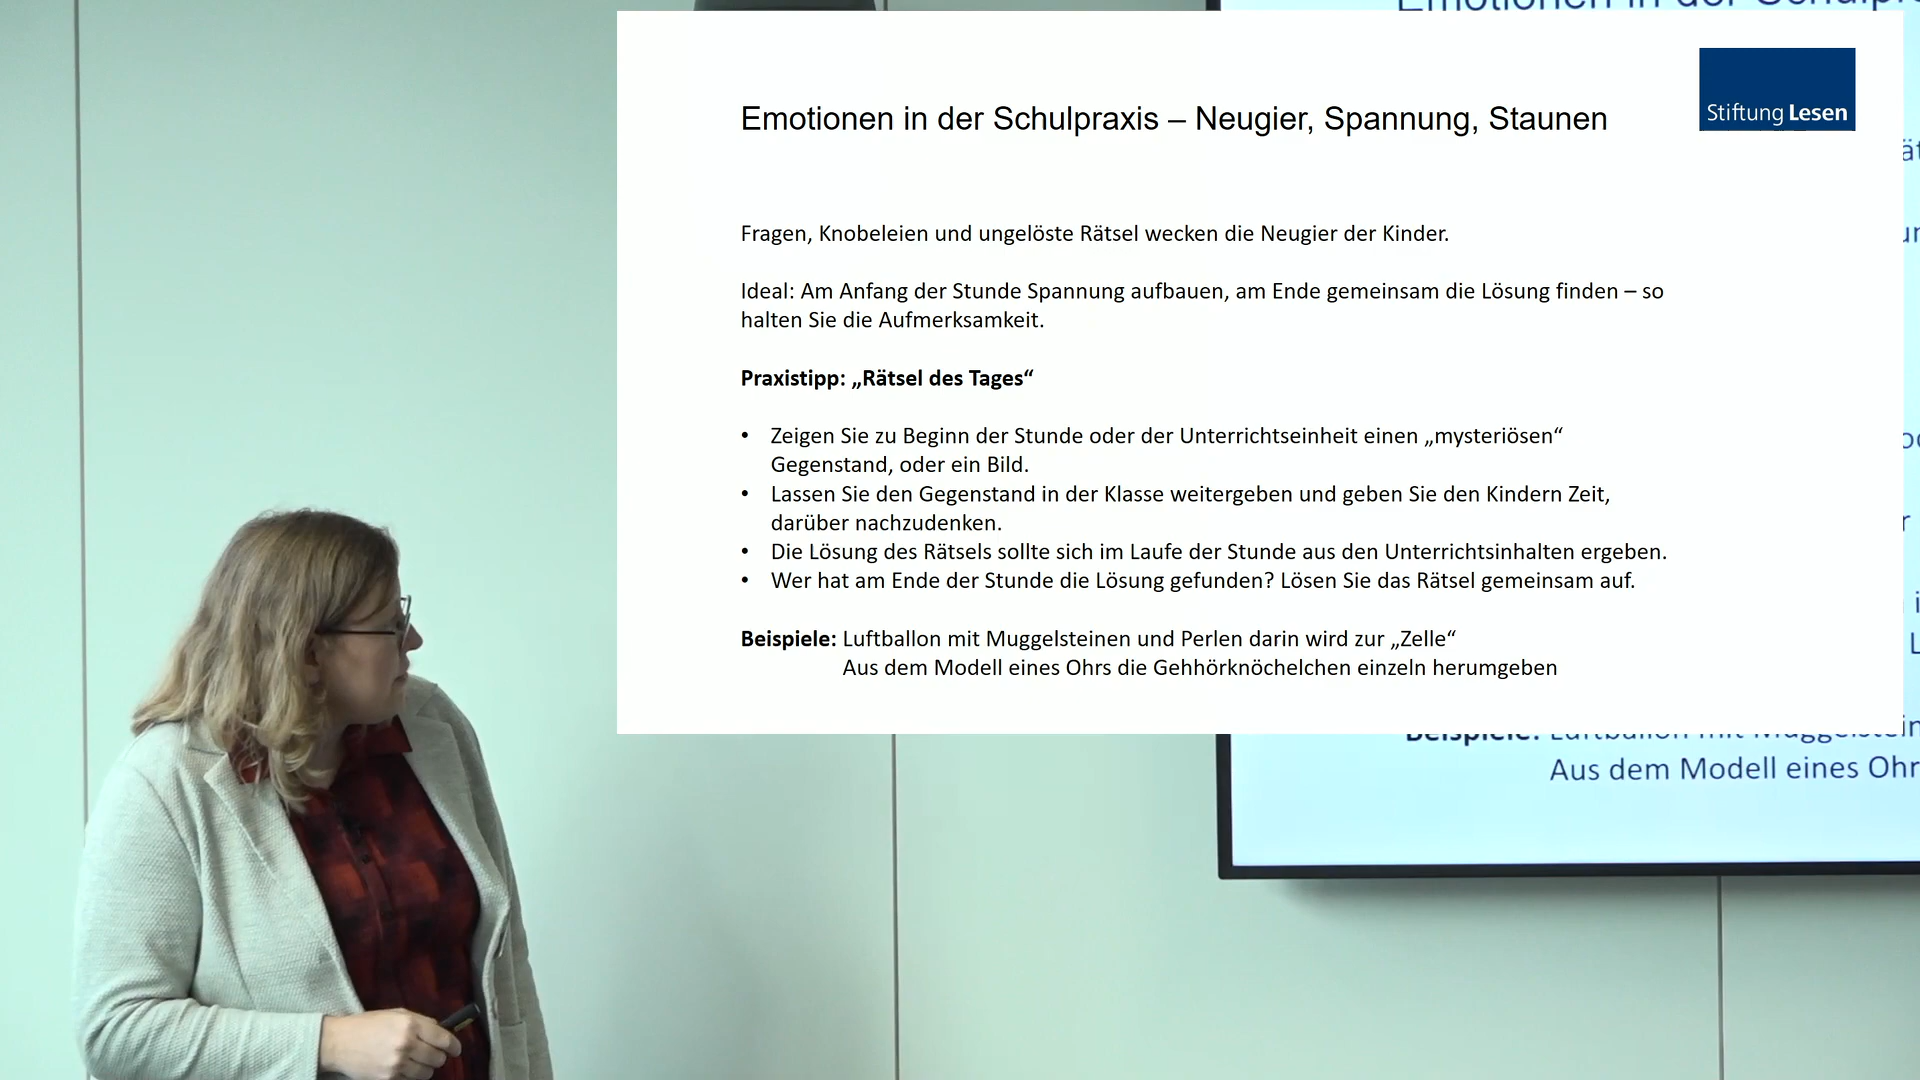 Emotionen in der Schulpraxis – Neugier, Spannung, Staunen
Stiftung Lesen
Fragen, Knobeleien und ungelöste Rätsel wecken die Neugier der Kinder.
Ideal: Am Anfang der Stunde Spannung aufbauen, am Ende gemeinsam die Lösung finden – so
halten Sie die Aufmerksamkeit.
Praxistipp: „Rätsel des Tages“
• Zeigen Sie zu Beginn der Stunde oder der Unterrichtseinheit einen „mysteriösen“
Gegenstand, oder ein Bild.
• Lassen Sie den Gegenstand in der Klasse weitergeben und geben Sie den Kindern Zeit,
darüber nachzudenken.
• Die Lösung des Rätsels sollte sich im Laufe der Stunde aus den Unterrichtsinhalten ergeben.
• Wer hat am Ende der Stunde die Lösung gefunden? Lösen Sie das Rätsel gemeinsam auf.
Beispiele: Luftballon mit Muggelsteinen und Perlen darin wird zur „Zelle“
Aus dem Modell eines Ohrs die Gehhörknöchelchen einzeln herumgeben
Emotionen in der
Beispiele: Luftballon mit
Aus dem Modell eines Ohr